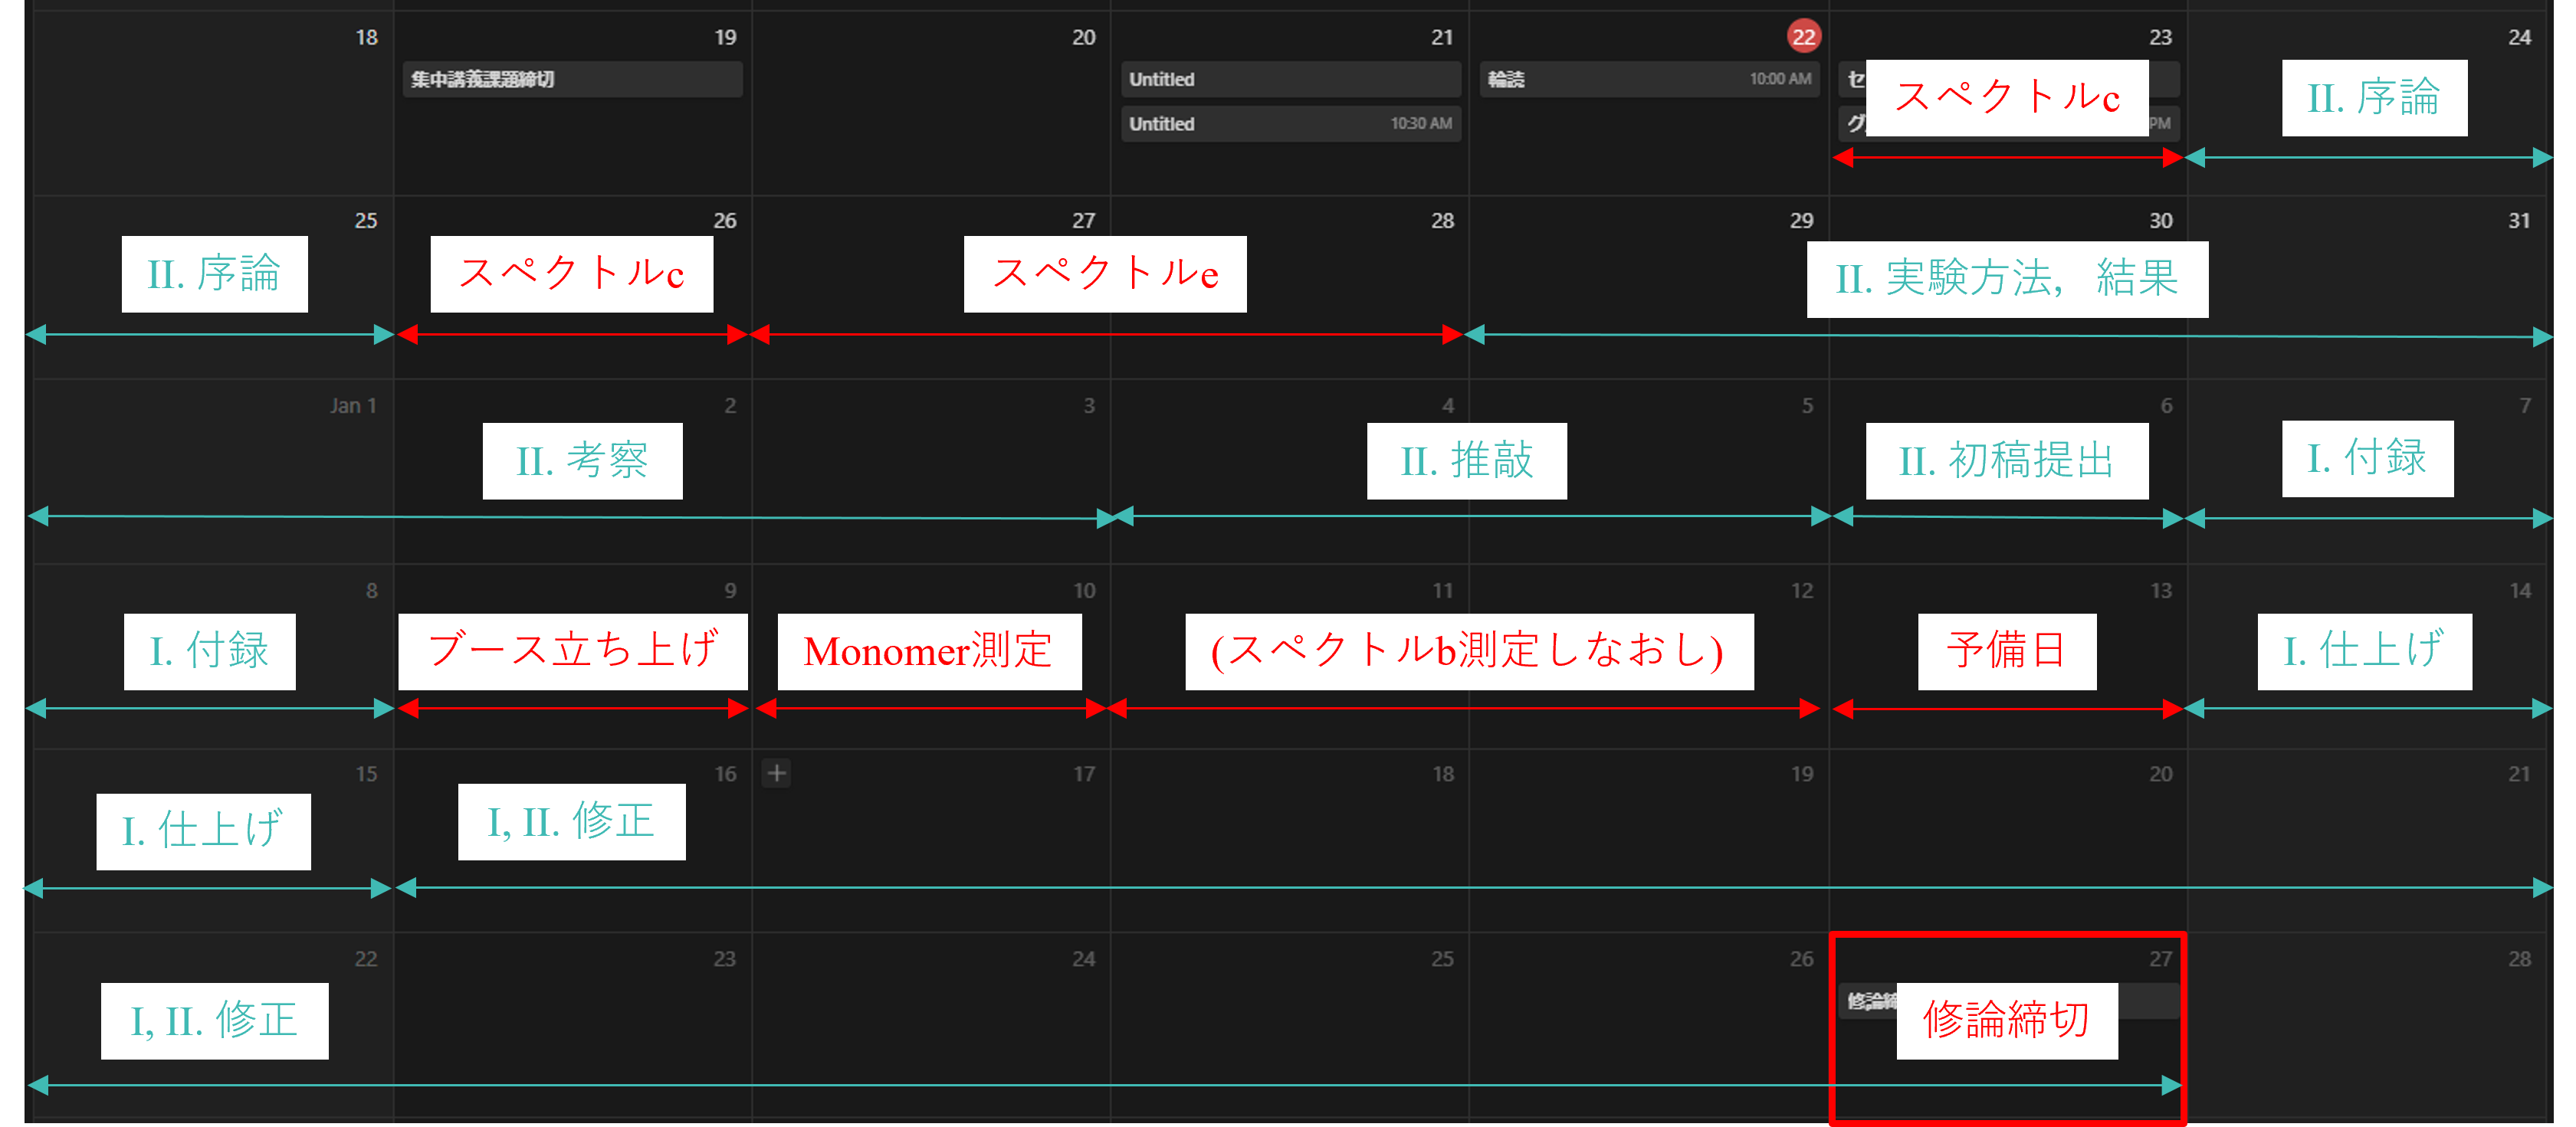 18
19
20
21
22
23
24
集中講義課題締切
Untitled
Untitled 10:30 AM
輪読 10:00 AM
セ
グ
PM
スペクトルc
II. 序論
25
26
27
28
29
30
31
II. 序論
スペクトルc
スペクトルe
II. 実験方法, 結果
Jan 1
2
3
4
5
6
7
II. 考察
II. 推敲
II. 初稿提出
I. 付録
8
9
10
11
12
13
14
I. 付録
ブース立ち上げ
Monomer測定
(スペクトルb測定しなおし)
予備日
I. 仕上げ
15
16
17
18
19
20
21
I. 仕上げ
I, II. 修正
22
23
24
25
26
27
28
I, II. 修正
修論締
修論締切